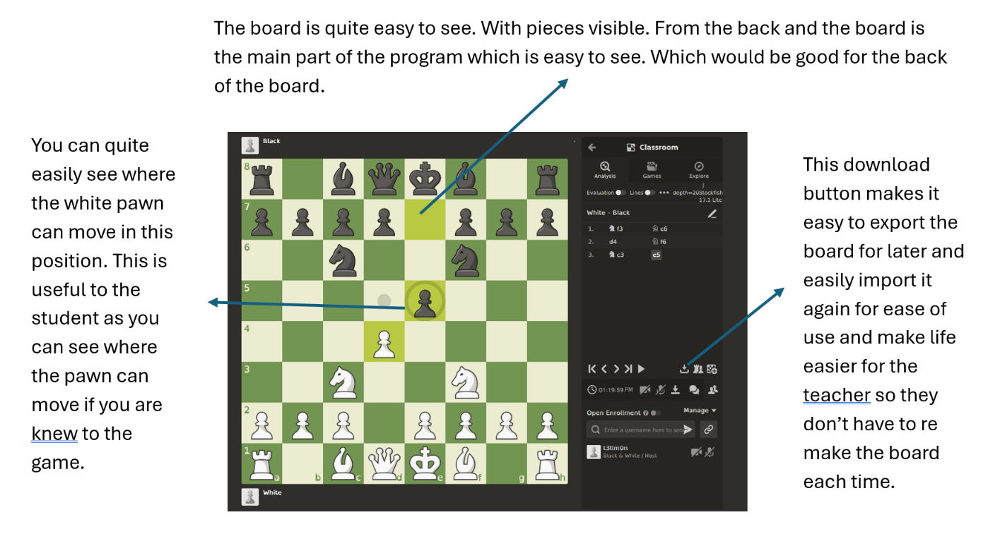 The board is quite easy to see. With pieces visible. From the back and the board is
the main part of the program which is easy to see. Which would be good for the back
of the board.
You can quite
easily see where
the white pawn
can move in this
position. This is
useful to the
student as you
can see where
the pawn can
move if you are
knew to the
game.
Black
8
7
6
5
4
3
2
1
a b c d e f g h
White
Classroom
Analysis Games Explore
Evaluation Lines depth=20 Stockfish
17.1 Lite
White - Black
1. f3 c6
2. d4 f6
3. c3 e5
01:19:59 PM
Open Enrollment Manage
Enter a username here to sen
t3llm0n
Black & White / Host
This download
button makes it
easy to export the
board for later and
easily import it
again for ease of
use and make life
easier for the
teacher so they
don’t have to re
make the board
each time.